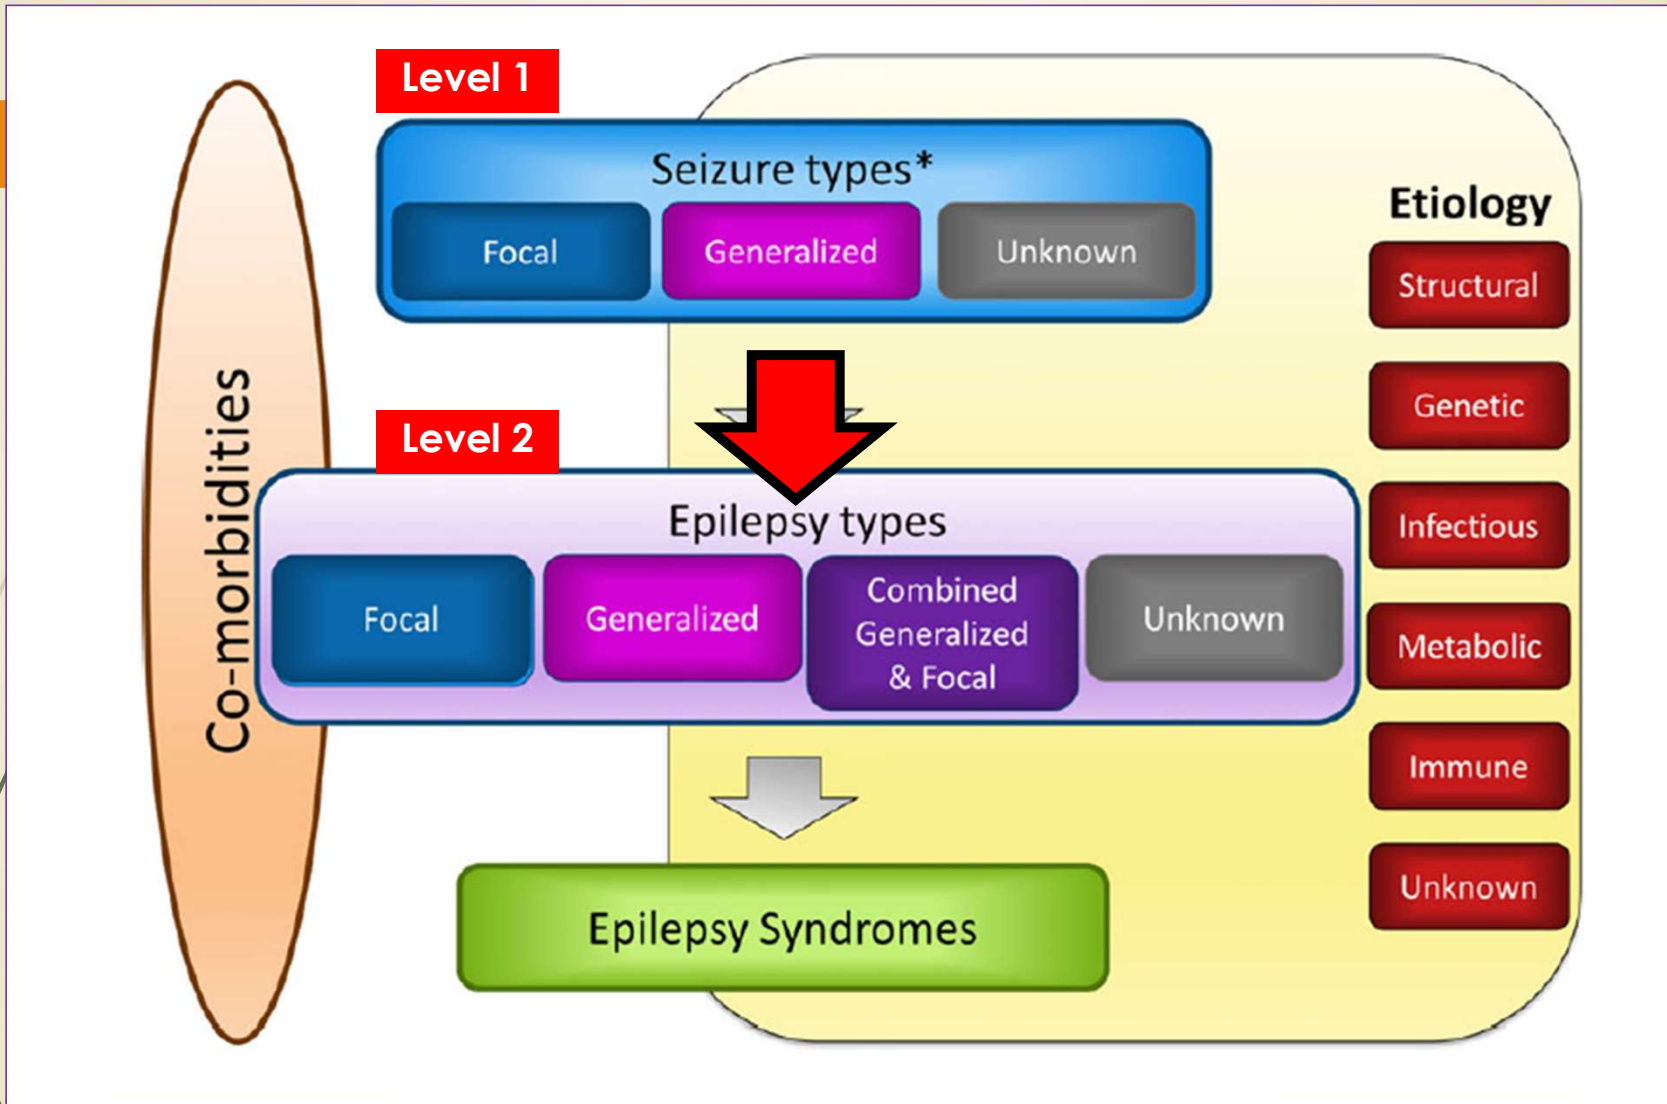 Level 1
Seizure types*
Focal
Generalized
Unknown
Level 2
Epilepsy types
Focal
Generalized
Combined
Generalized
& Focal
Unknown
Epilepsy Syndromes
Co-morbidities
Etiology
Structural
Genetic
Infectious
Metabolic
Immune
Unknown